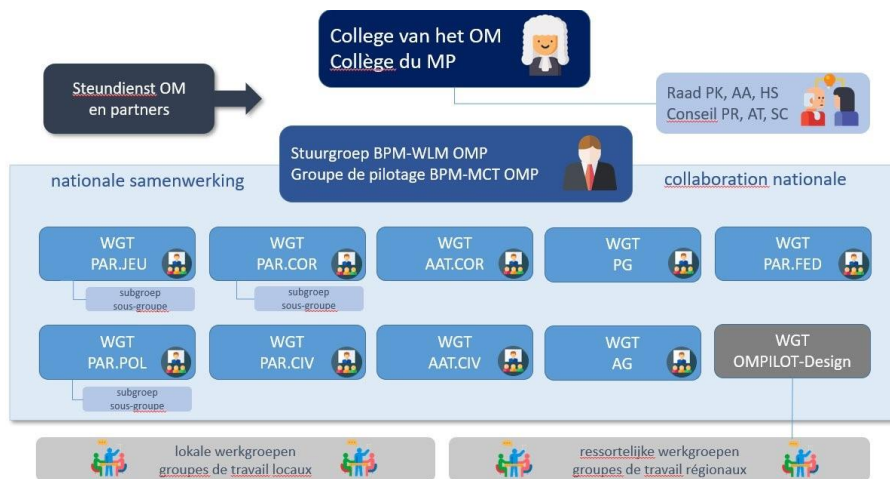 College van het OM
Collège du MP
Steundienst OM
en partners
Raad PK, AA, HS
Conseil PR, AT, SC
Stuurgroep BPM-WLM OMP
Groupe de pilotage BPM-MCT OMP
nationale samenwerking
collaboration nationale
WGT
PAR.JEU
subgroep
sous-groupe
WGT
PAR.COR
subgroep
sous-groupe
WGT
AAT.COR
WGT
PG
WGT
PAR.FED
WGT
PAR.POL
subgroep
sous-groupe
WGT
PAR.CIV
WGT
AAT.CIV
WGT
AG
WGT
OMPILOT-Design
lokale werkgroepen
groupes de travail locaux
ressortelijke werkgroepen
groupes de travail régionaux